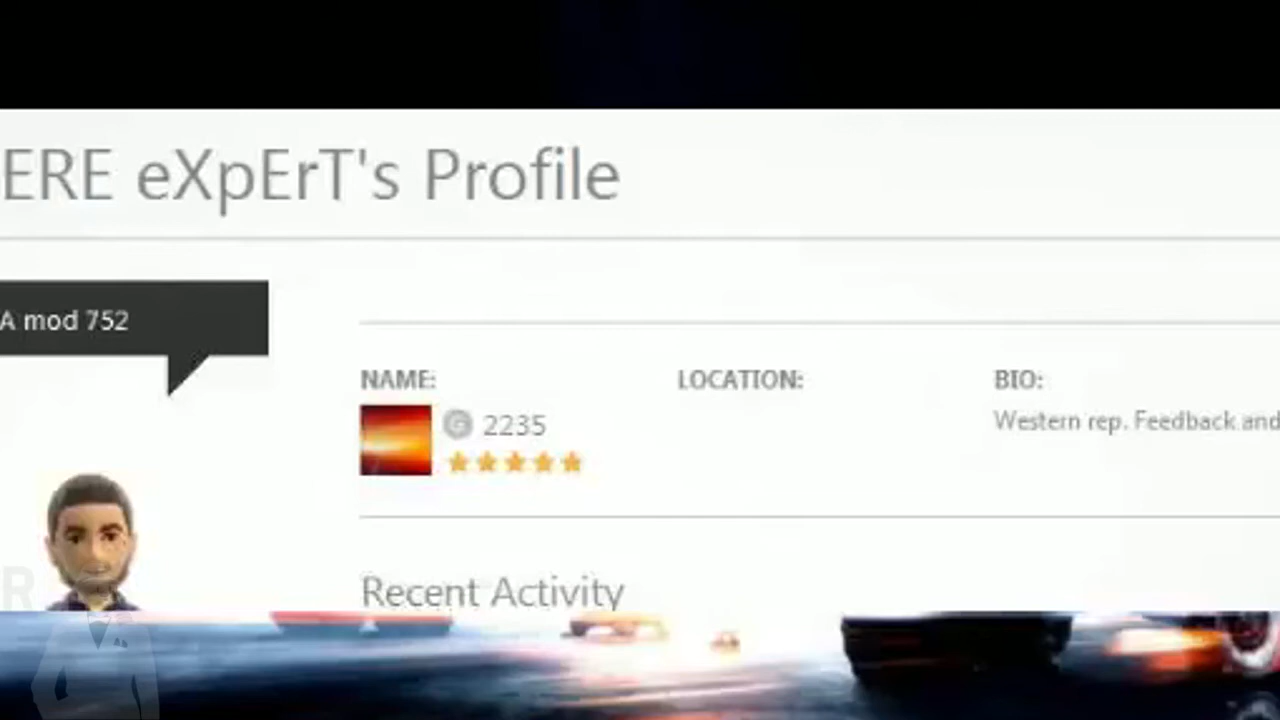 ERE eXpErT's Profile
A mod 752
NAME:
LOCATION:
BIO:
G 2235
Western rep. Feedback and
Recent Activity
R